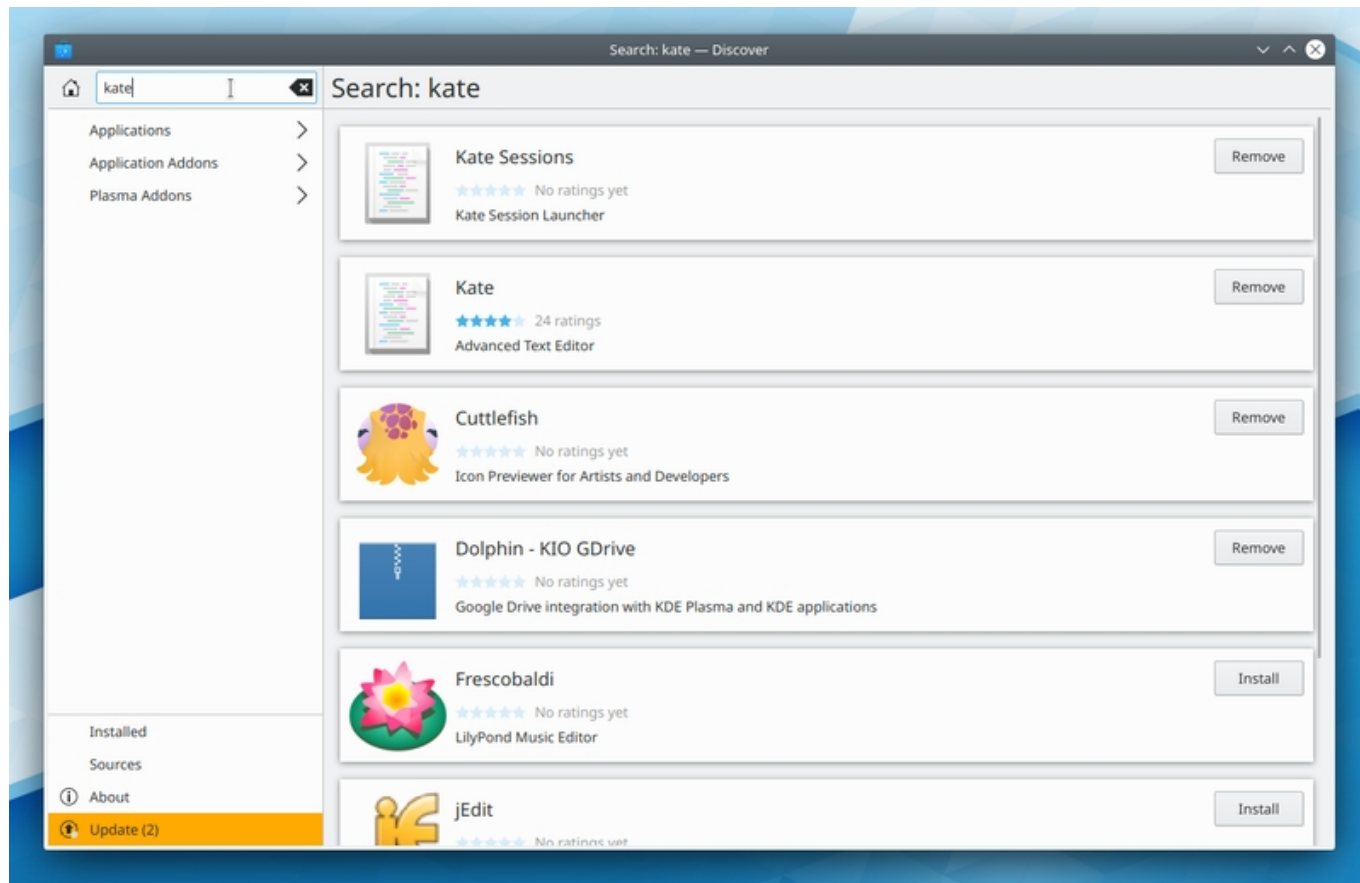 Search: kate — Discover
kate
Search: kate
Applications
Application Addons
Plasma Addons
Installed
Sources
About
Update (2)
Kate Sessions
Remove
No ratings yet
Kate Session Launcher
Kate
Remove
24 ratings
Advanced Text Editor
Cuttlefish
Remove
No ratings yet
Icon Previewer for Artists and Developers
Dolphin - KIO GDrive
Remove
No ratings yet
Google Drive integration with KDE Plasma and KDE applications
Frescobaldi
Install
No ratings yet
LilyPond Music Editor
jEdit
Install
No ratings yet